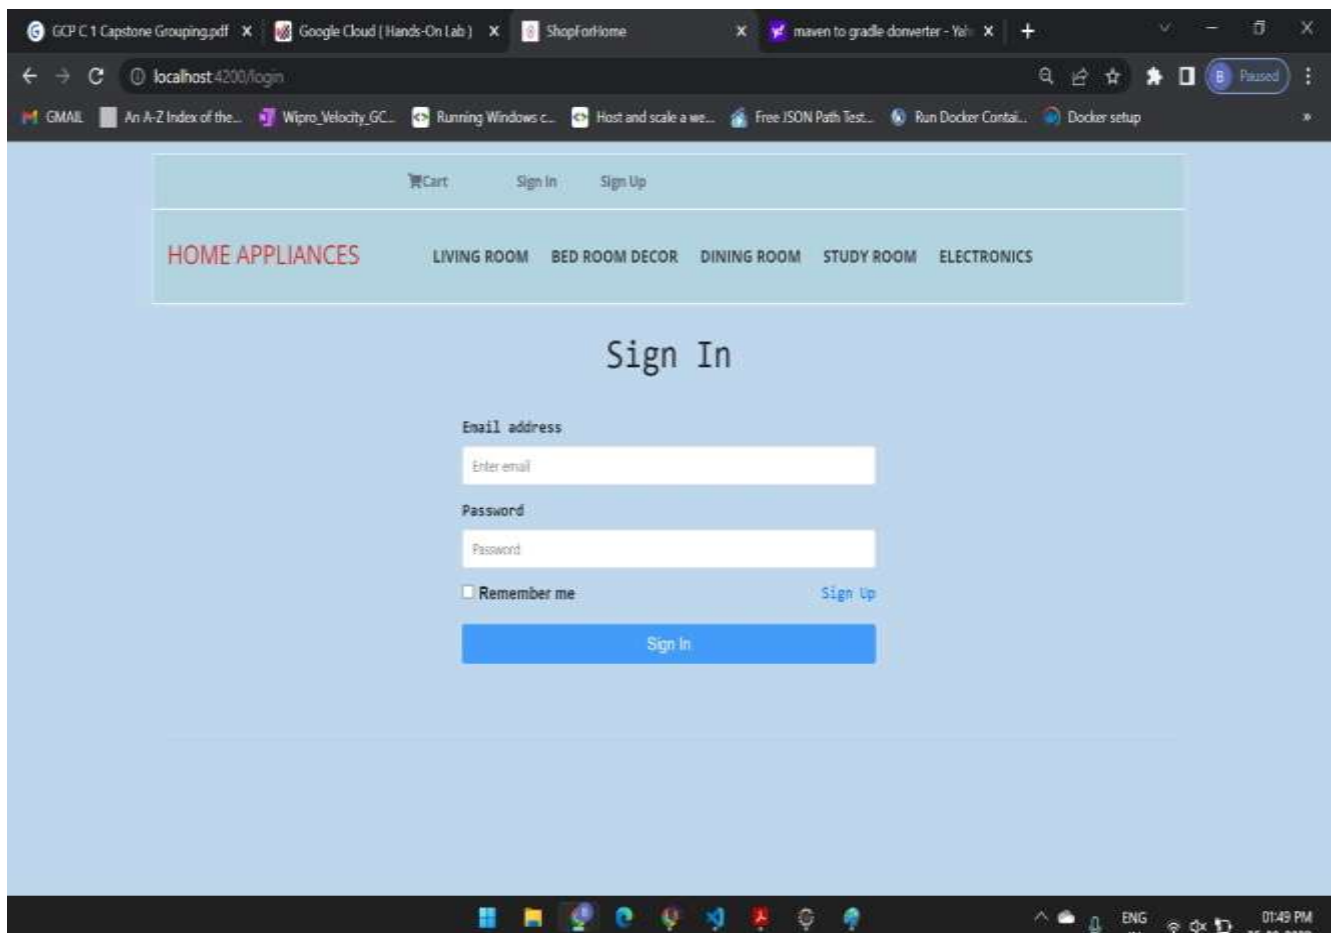 GCP C 1 Capstone Grouping.pdf Google Cloud ( Hands-On Lab ) ShopForHome maven to gradle donverter - Yah
localhost:4200/login Paused
GMAIL An A-Z Index of the... Wipro_Velocity_GC... Running Windows c... Host and scale a we... Free JSON Path Test... Run Docker Contai... Docker setup
Cart Sign In Sign Up
HOME APPLIANCES LIVING ROOM BED ROOM DECOR DINING ROOM STUDY ROOM ELECTRONICS
Sign In
Email address
Enter email
Password
Password
Remember me Sign Up
Sign In
ENG 01:49 PM